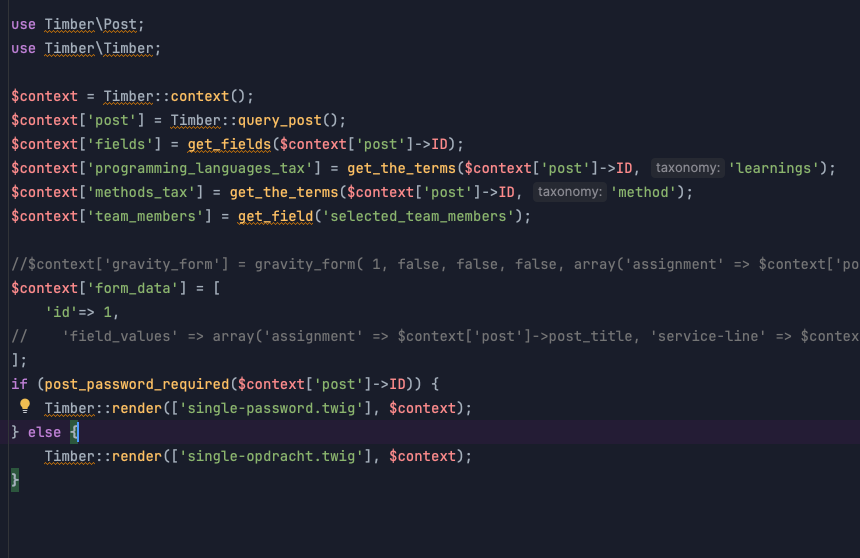 use Timber\Post;
use Timber\Timber;
$context = Timber::context();
$context['post'] = Timber::query_post();
$context['fields'] = get_fields($context['post']->ID);
$context['programming_languages_tax'] = get_the_terms($context['post']->ID, taxonomy: 'learnings');
$context['methods_tax'] = get_the_terms($context['post']->ID, taxonomy: 'method');
$context['team_members'] = get_field('selected_team_members');
//$context['gravity_form'] = gravity_form( 1, false, false, false, array('assignment' => $context['po
$context['form_data'] = [
    'id'=> 1,
//    'field_values' => array('assignment' => $context['post']->post_title, 'service-line' => $contex
];
if (post_password_required($context['post']->ID)) {
    Timber::render(['single-password.twig'], $context);
} else {
    Timber::render(['single-opdracht.twig'], $context);
}